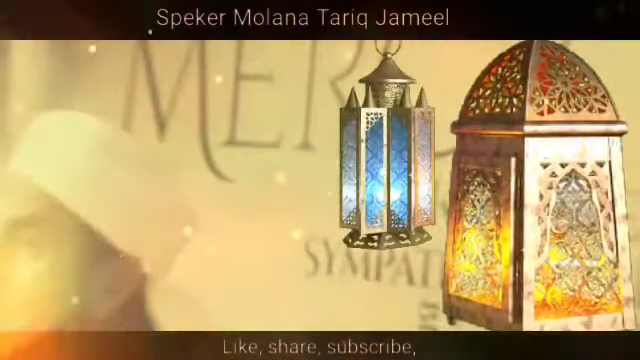 Speker Molana Tariq Jameel
MER
SYMPAT
Like, share, subscribe,